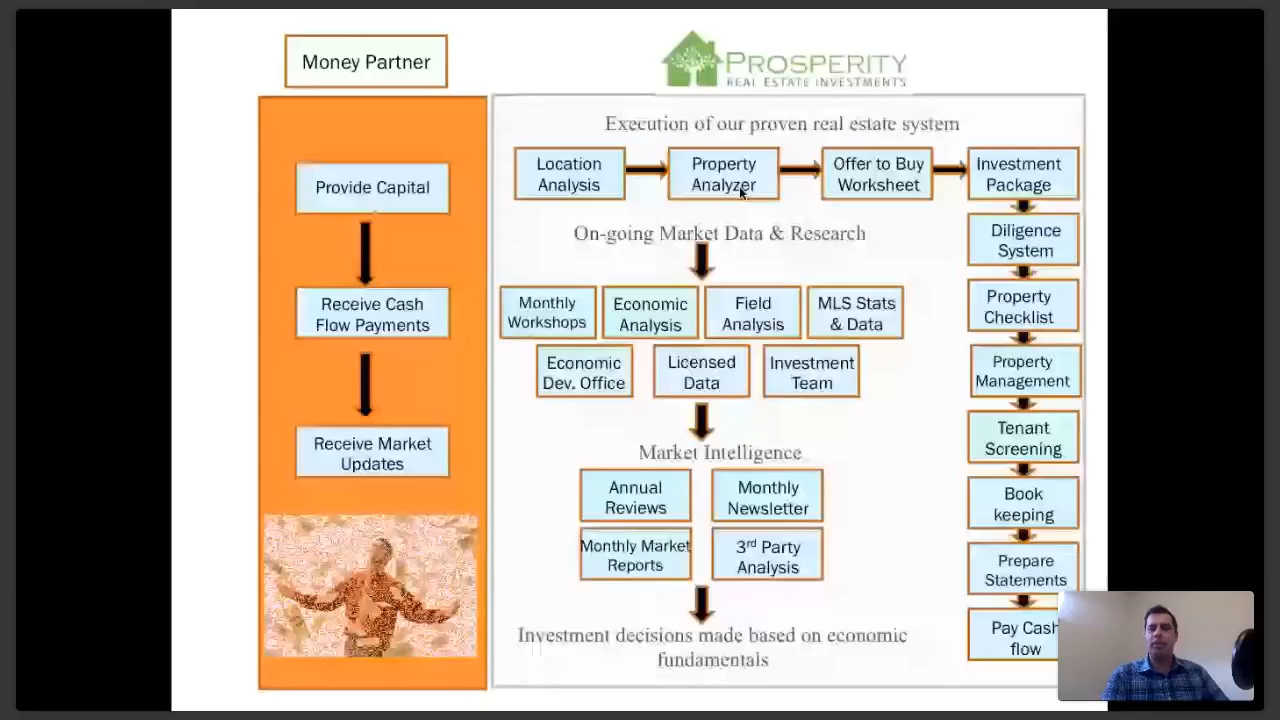 Money Partner
PROSPERITY
REAL ESTATE INVESTMENTS
Provide Capital
Receive Cash
Flow Payments
Receive Market
Updates
Execution of our proven real estate system
Location
Analysis
Property
Analyzer
Offer to Buy
Worksheet
Investment
Package
On-going Market Data & Research
Monthly
Workshops
Economic
Analysis
Field
Analysis
MLS Stats
& Data
Economic
Dev. Office
Licensed
Data
Investment
Team
Market Intelligence
Annual
Reviews
Monthly
Newsletter
Monthly Market
Reports
3rd Party
Analysis
Investment decisions made based on economic
fundamentals
Diligence
System
Property
Checklist
Property
Management
Tenant
Screening
Book
keeping
Prepare
Statements
Pay Cash
flow